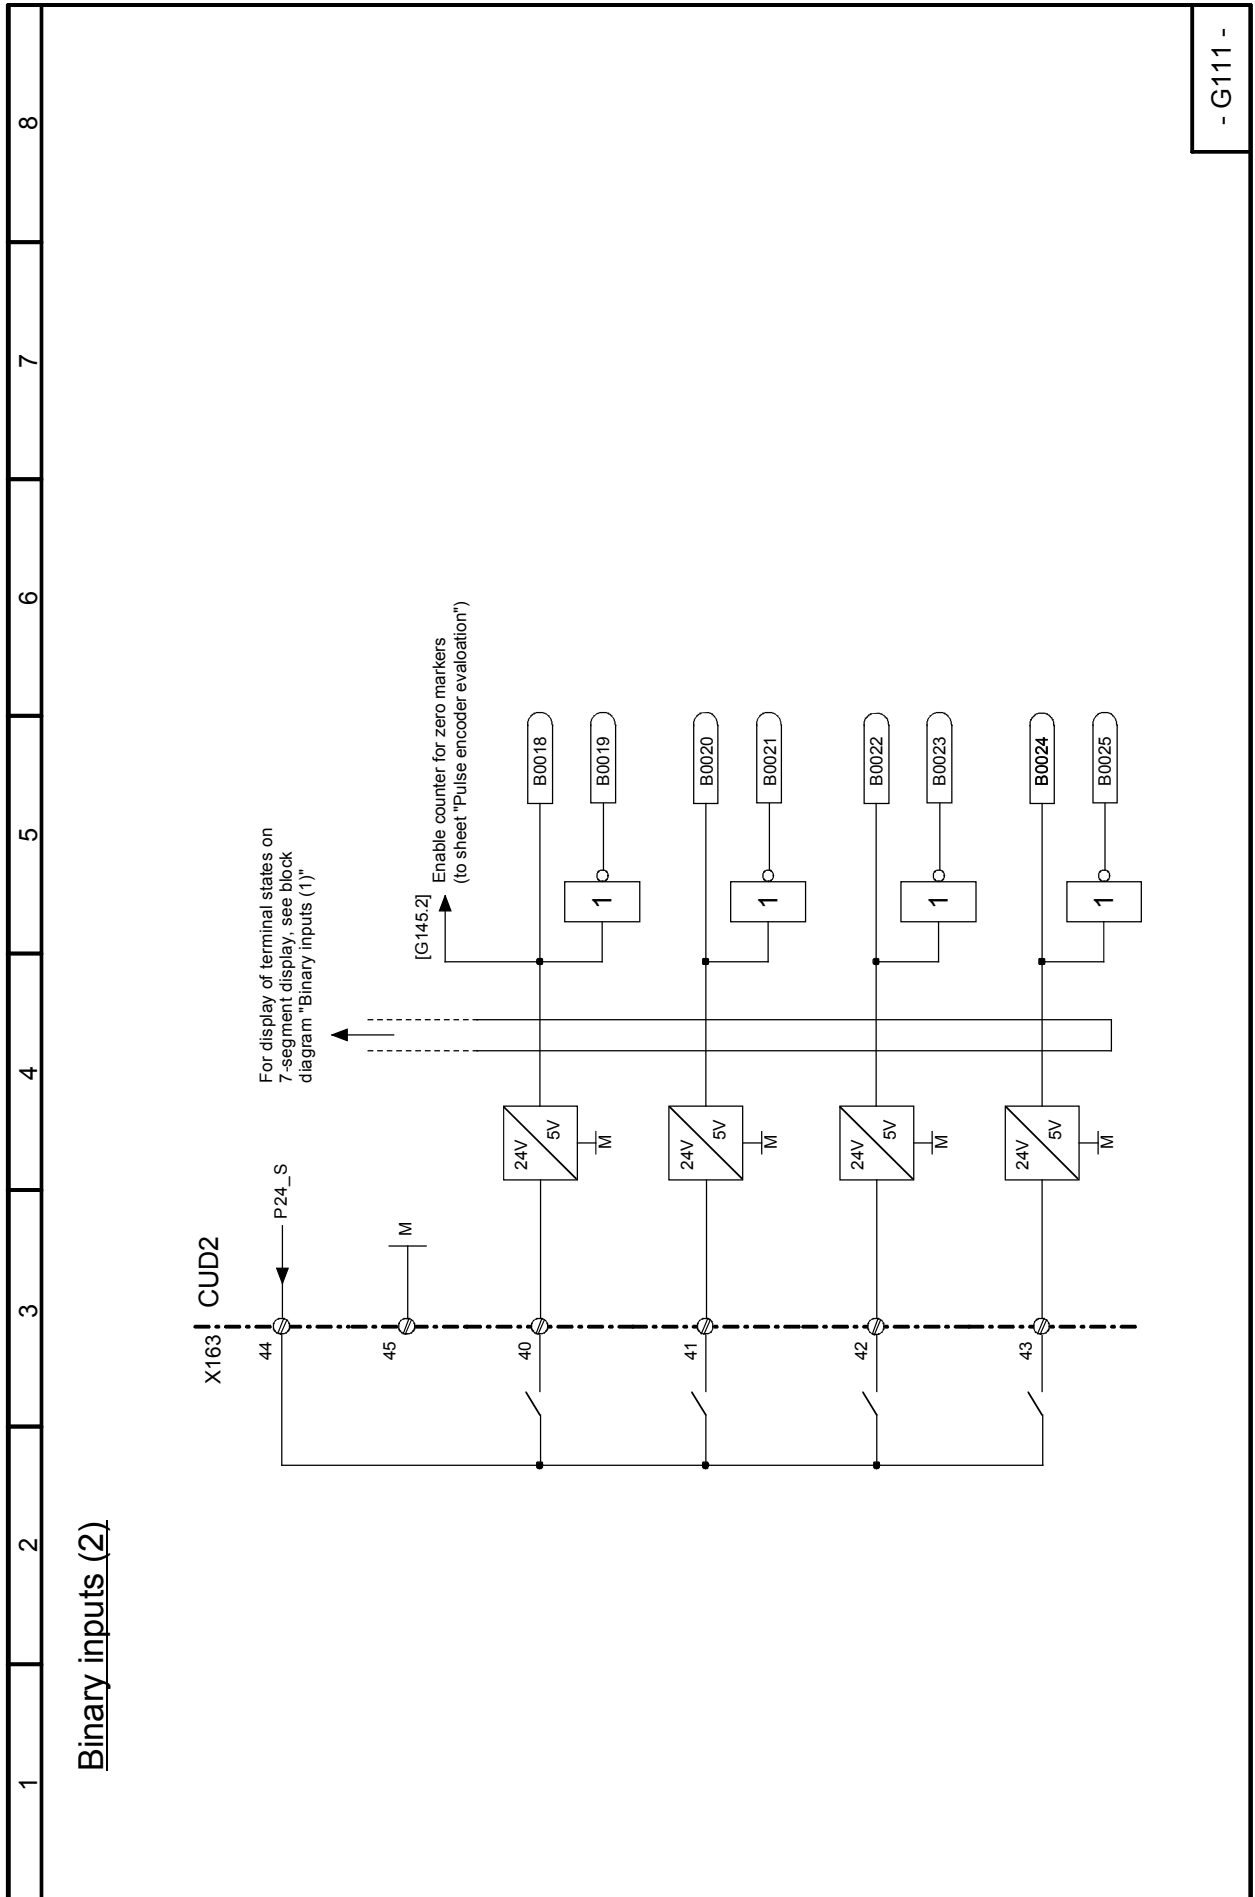 1
2
3
4
5
6
7
8
Binary inputs (2)
For display of terminal states on
7-segment display, see block
diagram "Binary inputs (1)"
X163
CUD2
44
P24_S
45
M
[G145.2]
Enable counter for zero markers
(to sheet "Pulse encoder evaloation")
40
24V
5V
M
B0018
1
B0019
41
24V
5V
M
B0020
1
B0021
42
24V
5V
M
B0022
1
B0023
43
24V
5V
M
B0024
1
B0025
- G111 -